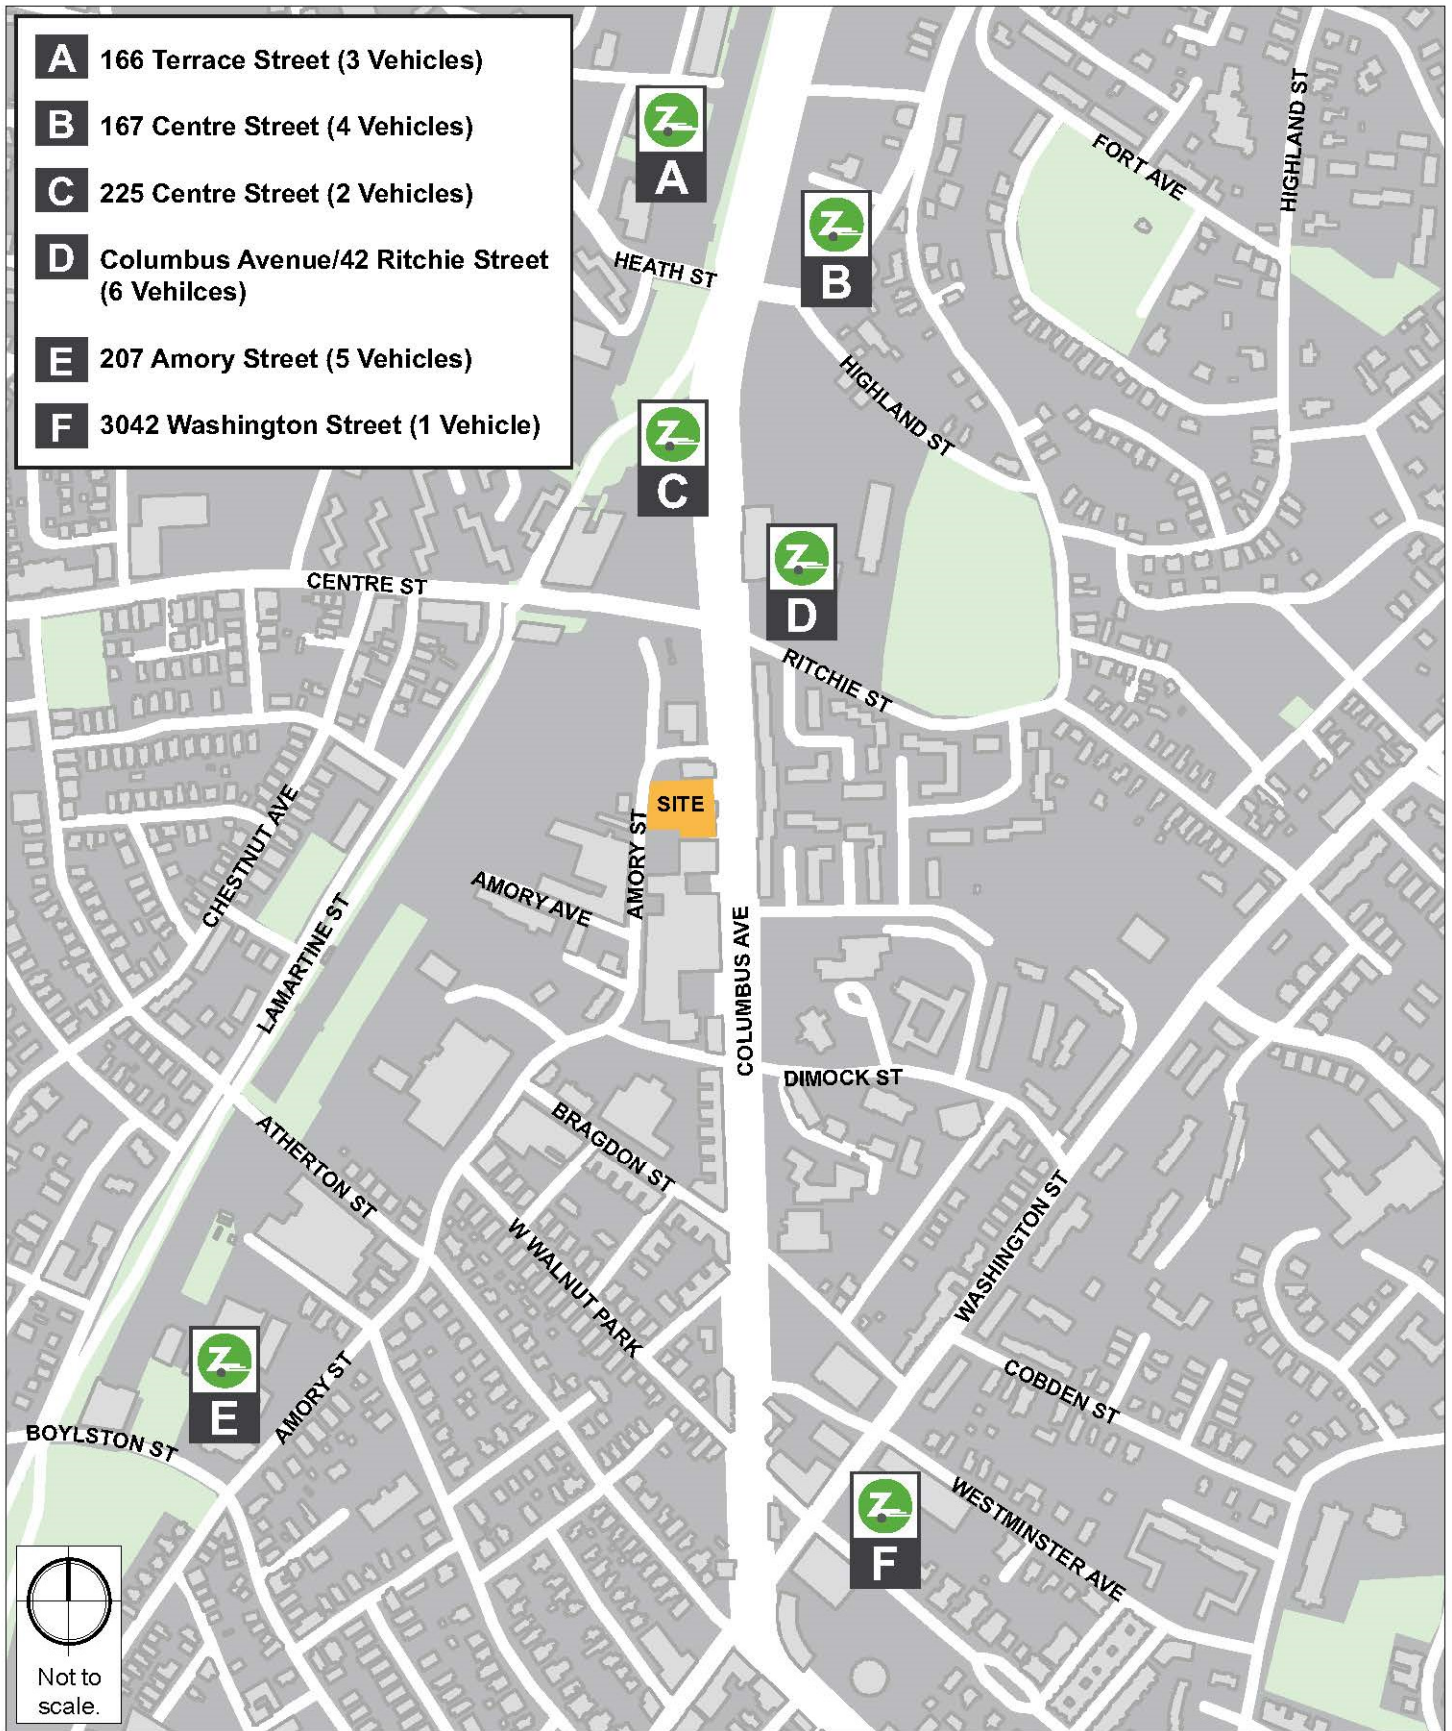 A 166 Terrace Street (3 Vehicles)
B 167 Centre Street (4 Vehicles)
C 225 Centre Street (2 Vehicles)
D Columbus Avenue/42 Ritchie Street
(6 Vehilces)
E 207 Amory Street (5 Vehicles)
F 3042 Washington Street (1 Vehicle)
Z
A
Z
B
HEATH ST
FORT AVE
HIGHLAND ST
HIGHLAND ST
Z
C
Z
D
CENTRE ST
RITCHIE ST
SITE
AMORY ST
AMORY AVE
CHESTNUT AVE
LAMARTINE ST
COLUMBUS AVE
DIMOCK ST
BRAGDON ST
ATHERTON ST
W WALNUT PARK
WASHINGTON ST
COBDEN ST
Z
E
AMORY ST
BOYLSTON ST
Z
F
WESTMINSTER AVE
Not to
scale.